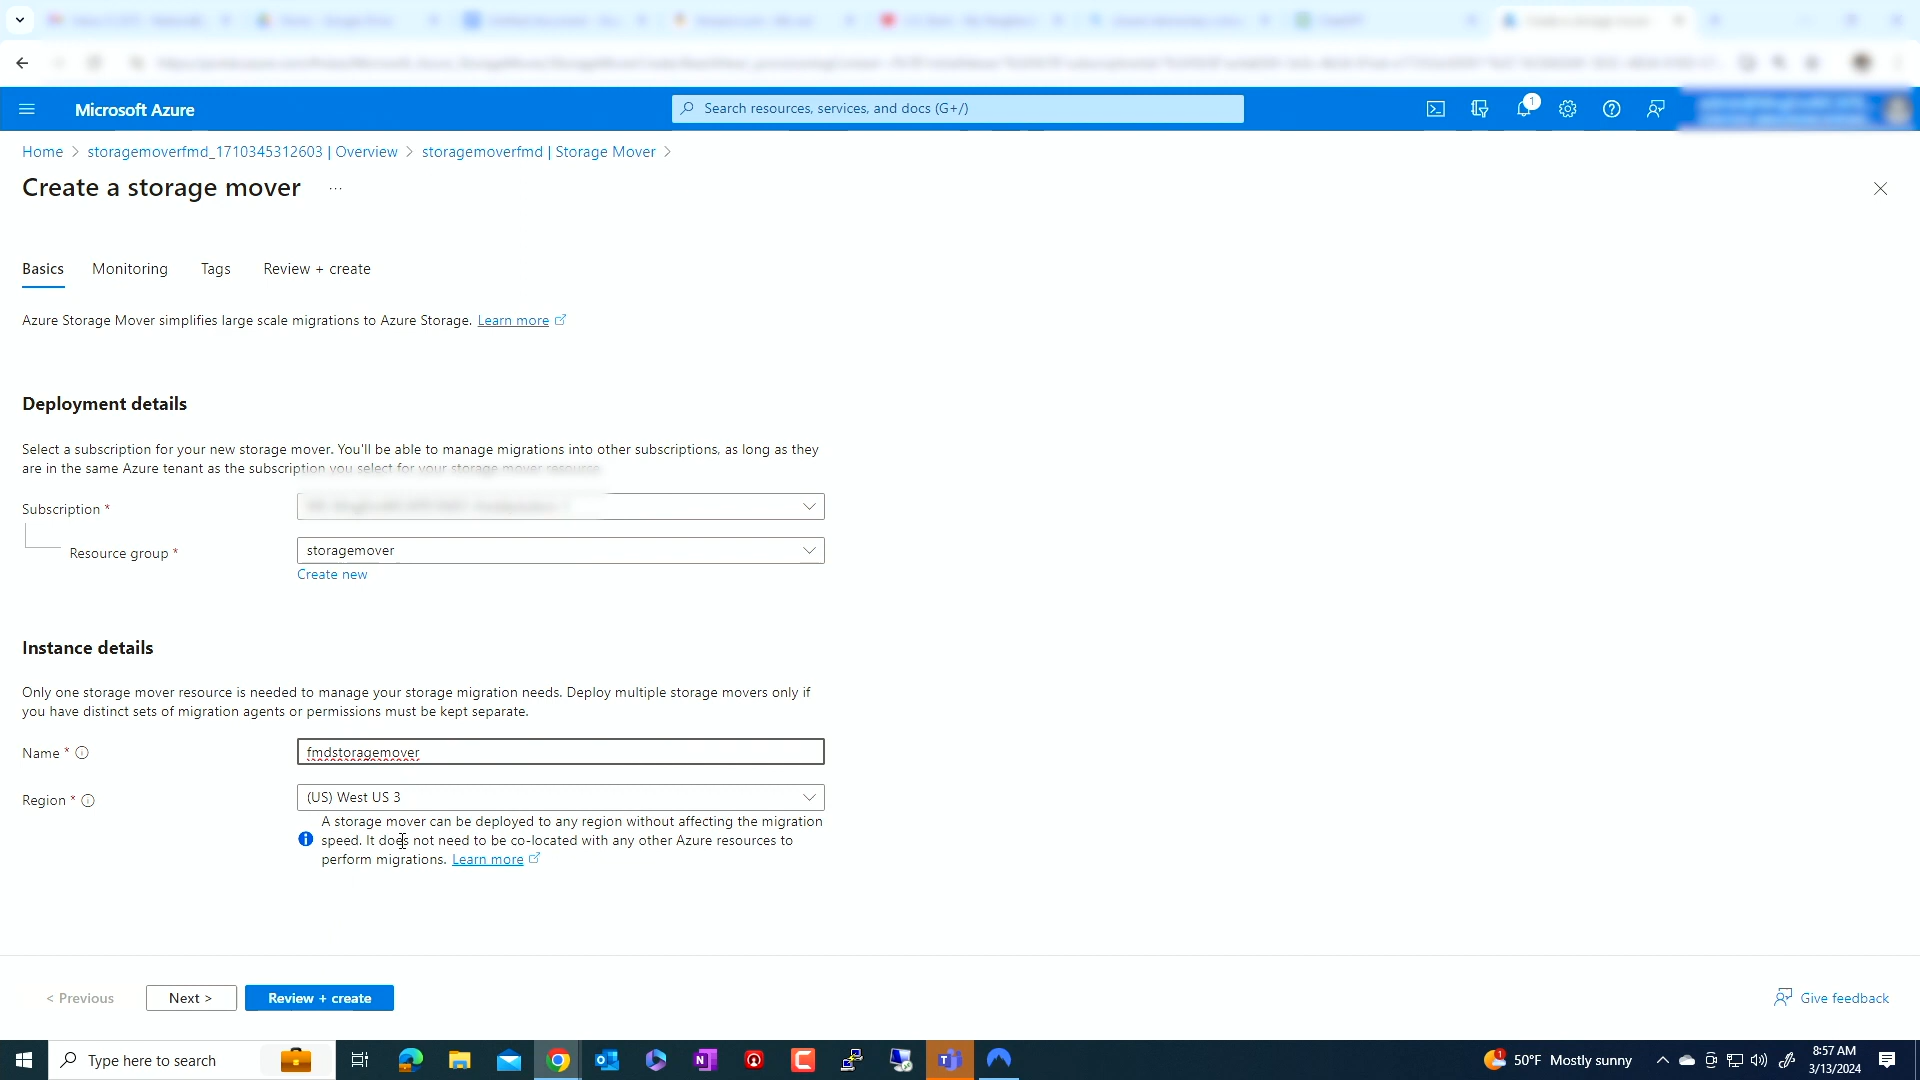 Microsoft Azure
Search resources, services, and docs (G+/)
1
Home > storagemoverfmd_1710345312603 | Overview > storagemoverfmd | Storage Mover >
Create a storage mover ...
Basics Monitoring Tags Review + create
Azure Storage Mover simplifies large scale migrations to Azure Storage. Learn more
Deployment details
Select a subscription for your new storage mover. You'll be able to manage migrations into other subscriptions, as long as they
are in the same Azure tenant as the subscription you select for your storage mover resource.
Subscription *
Resource group * storagemover
Create new
Instance details
Only one storage mover resource is needed to manage your storage migration needs. Deploy multiple storage movers only if
you have distinct sets of migration agents or permissions must be kept separate.
Name * fmdstoragemover
Region * (US) West US 3
A storage mover can be deployed to any region without affecting the migration
speed. It does not need to be co-located with any other Azure resources to
perform migrations. Learn more
< Previous Next > Review + create Give feedback
Type here to search 50°F Mostly sunny 8:57 AM
3/13/2024